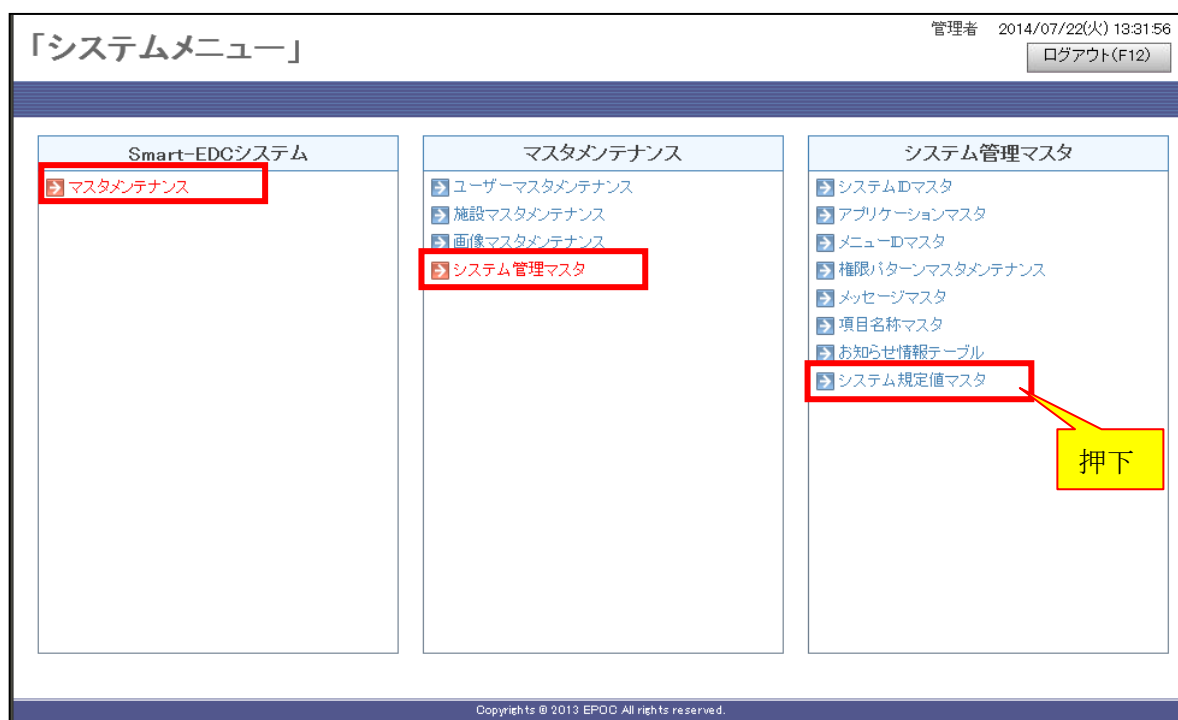 「システムメニュー」
管理者 2014/07/22(火) 13:31:56
ログアウト(F12)
Smart-EDCシステム
マスタメンテナンス
マスタメンテナンス
ユーザーマスタメンテナンス
施設マスタメンテナンス
画像マスタメンテナンス
システム管理マスタ
システム管理マスタ
システムIDマスタ
アプリケーションマスタ
メニューIDマスタ
権限パターンマスタメンテナンス
メッセージマスタ
項目名称マスタ
お知らせ情報テーブル
システム規定値マスタ
押下
Copyrights © 2013 EPOC All rights reserved.